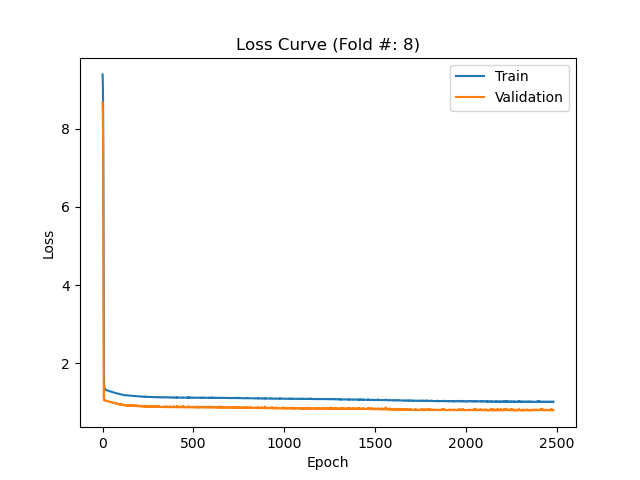 Loss Curve (Fold #: 8)
Train
Validation
8
6
4
2
Loss
0 500 1000 1500 2000 2500
Epoch